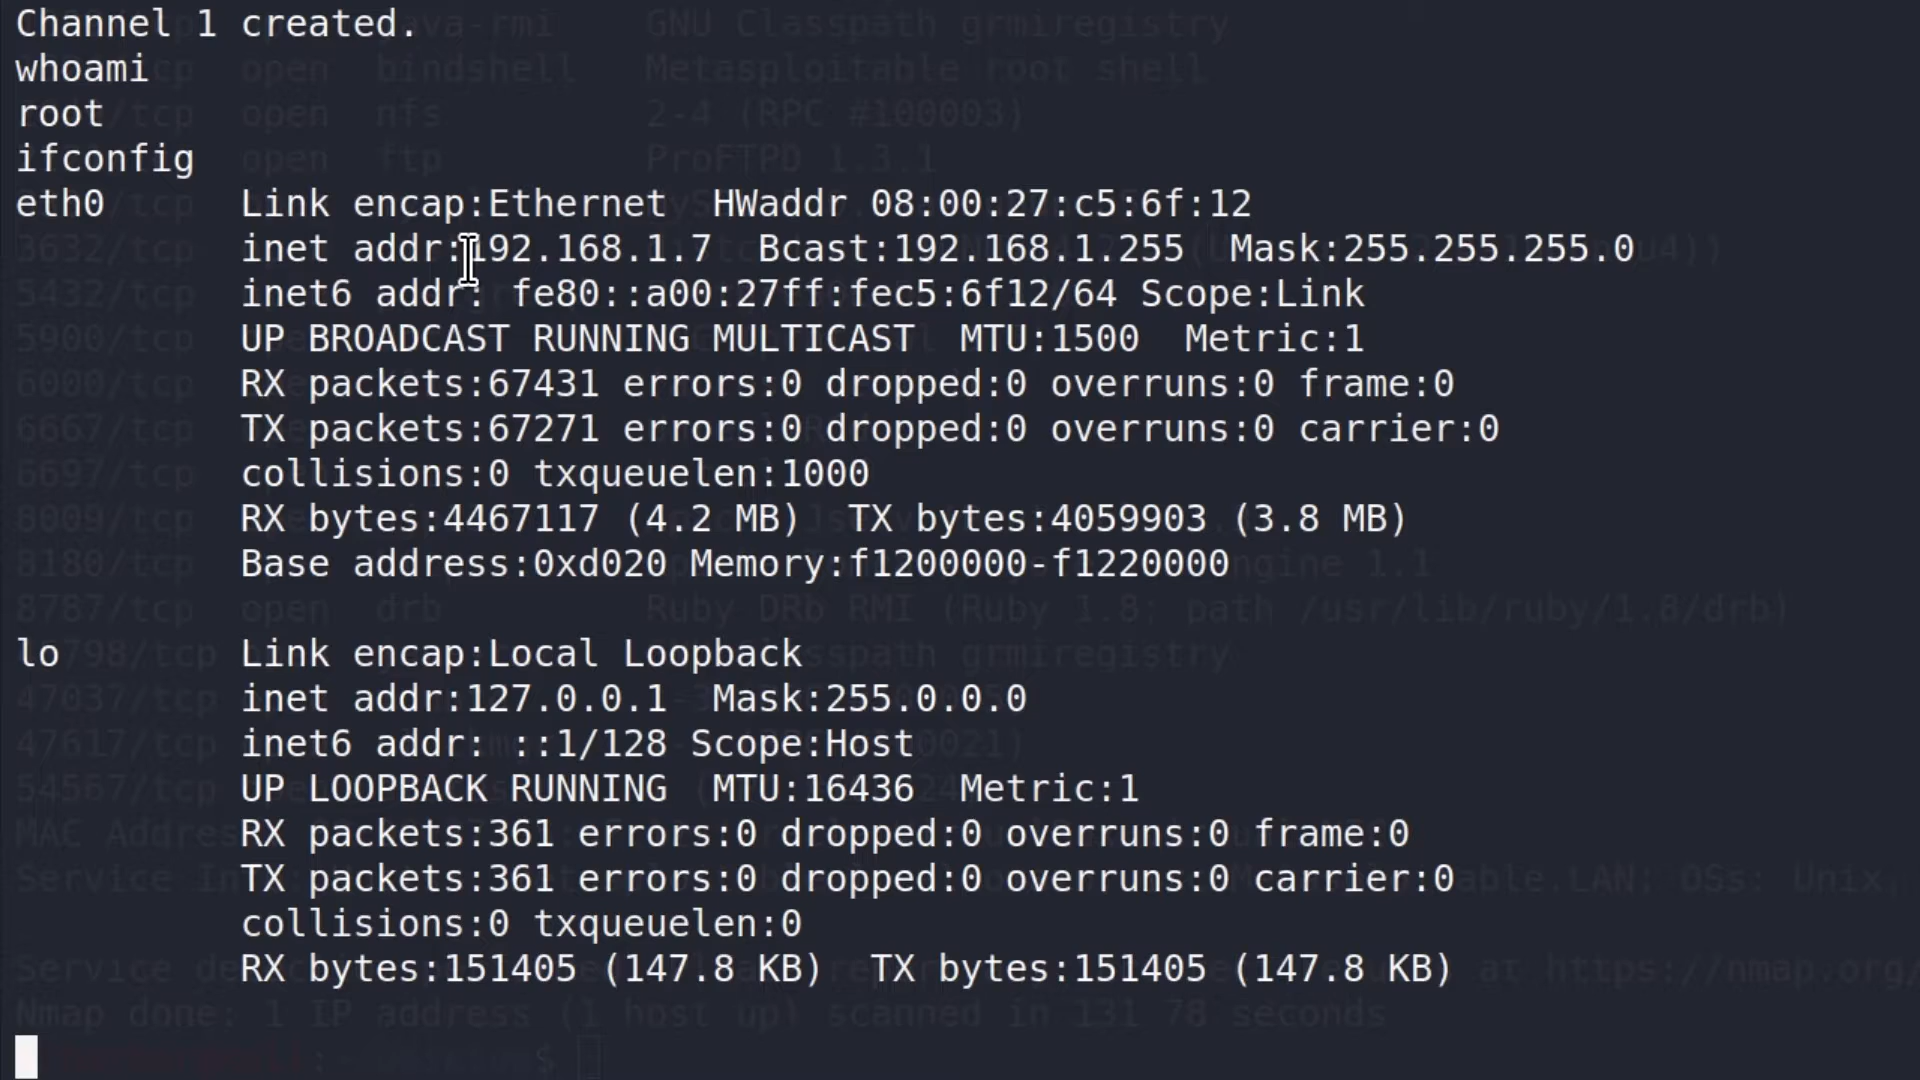 Channel 1 created.
whoami
root
ifconfig
eth0 Link encap:Ethernet HWaddr 08:00:27:c5:6f:12
inet addr:192.168.1.7 Bcast:192.168.1.255 Mask:255.255.255.0
inet6 addr: fe80::a00:27ff:fec5:6f12/64 Scope:Link
UP BROADCAST RUNNING MULTICAST MTU:1500 Metric:1
RX packets:67431 errors:0 dropped:0 overruns:0 frame:0
TX packets:67271 errors:0 dropped:0 overruns:0 carrier:0
collisions:0 txqueuelen:1000
RX bytes:4467117 (4.2 MB) TX bytes:4059903 (3.8 MB)
Base address:0xd020 Memory:f1200000-f1220000
lo Link encap:Local Loopback
inet addr:127.0.0.1 Mask:255.0.0.0
inet6 addr: ::1/128 Scope:Host
UP LOOPBACK RUNNING MTU:16436 Metric:1
RX packets:361 errors:0 dropped:0 overruns:0 frame:0
TX packets:361 errors:0 dropped:0 overruns:0 carrier:0
collisions:0 txqueuelen:0
RX bytes:151405 (147.8 KB) TX bytes:151405 (147.8 KB)